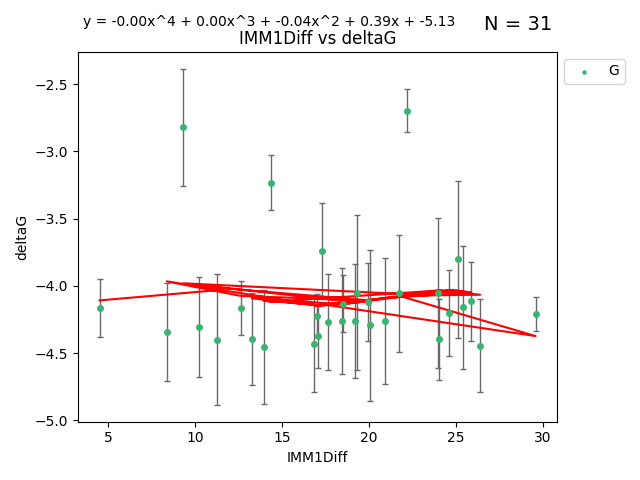 y = -0.00x^4 + 0.00x^3 + -0.04x^2 + 0.39x + -5.13
N = 31
IMM1Diff vs deltaG
G
−2.5
−3.0
−3.5
−4.0
−4.5
−5.0
deltaG
5 10 15 20 25 30
IMM1Diff